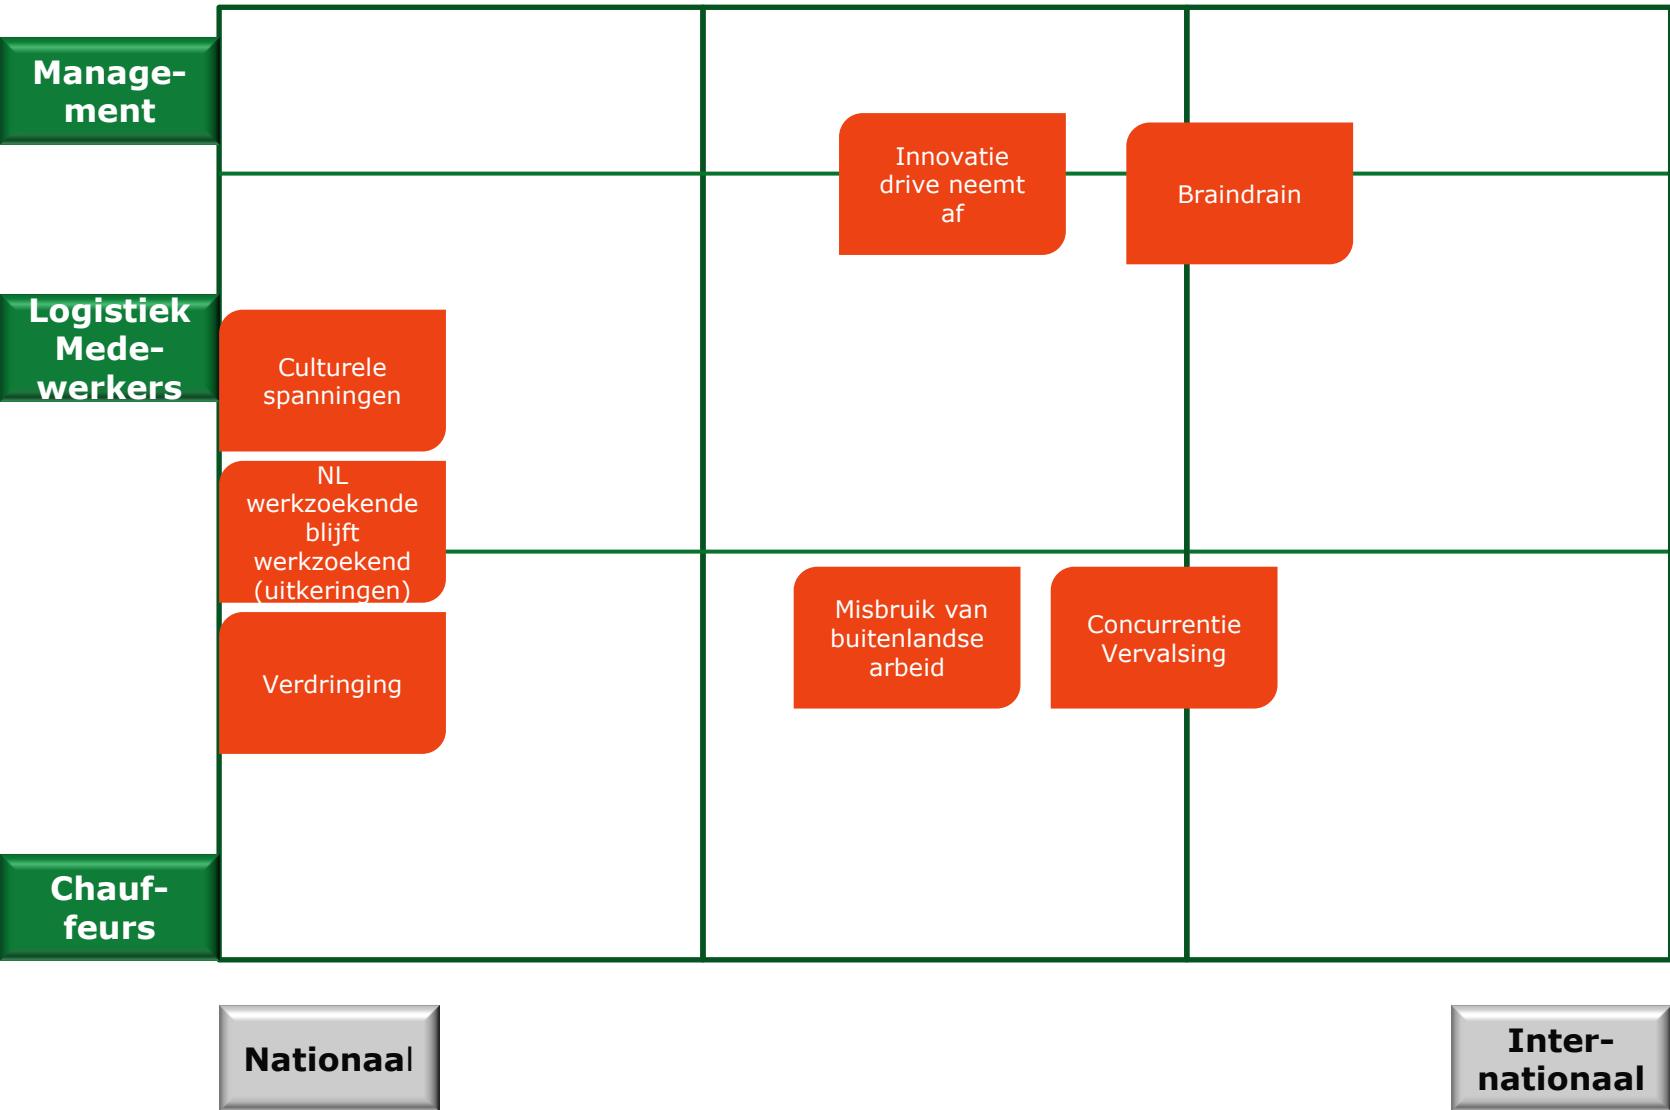 Manage-
ment
Innovatie
drive neemt
af
Braindrain
Logistiek
Mede-
werkers
Culturele
spanningen
NL
werkzoekende
blijft
werkzoekend
(uitkeringen)
Verdringing
Misbruik van
buitenlandse
arbeid
Concurrentie
Vervalsing
Chauf-
feurs
Nationaal
Inter-
nationaal